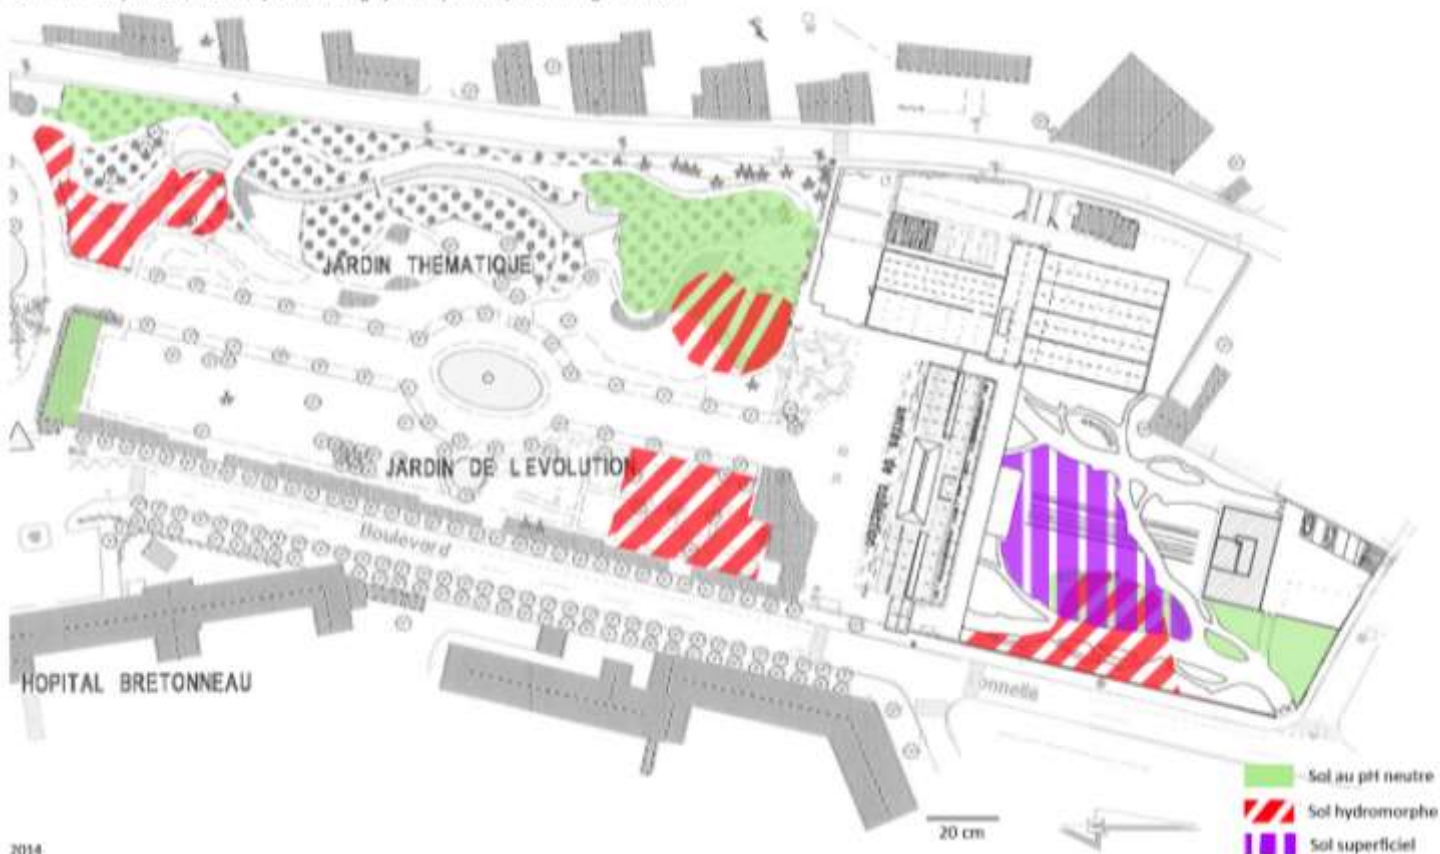 JARDIN THEMATIQUE
JARDIN DE L EVOLUTION
Boulevard
HOPITAL BRETONNEAU
onnellé
Sol au pH neutre
Sol hydromorphe
Sol superficiel
20 cm
2014